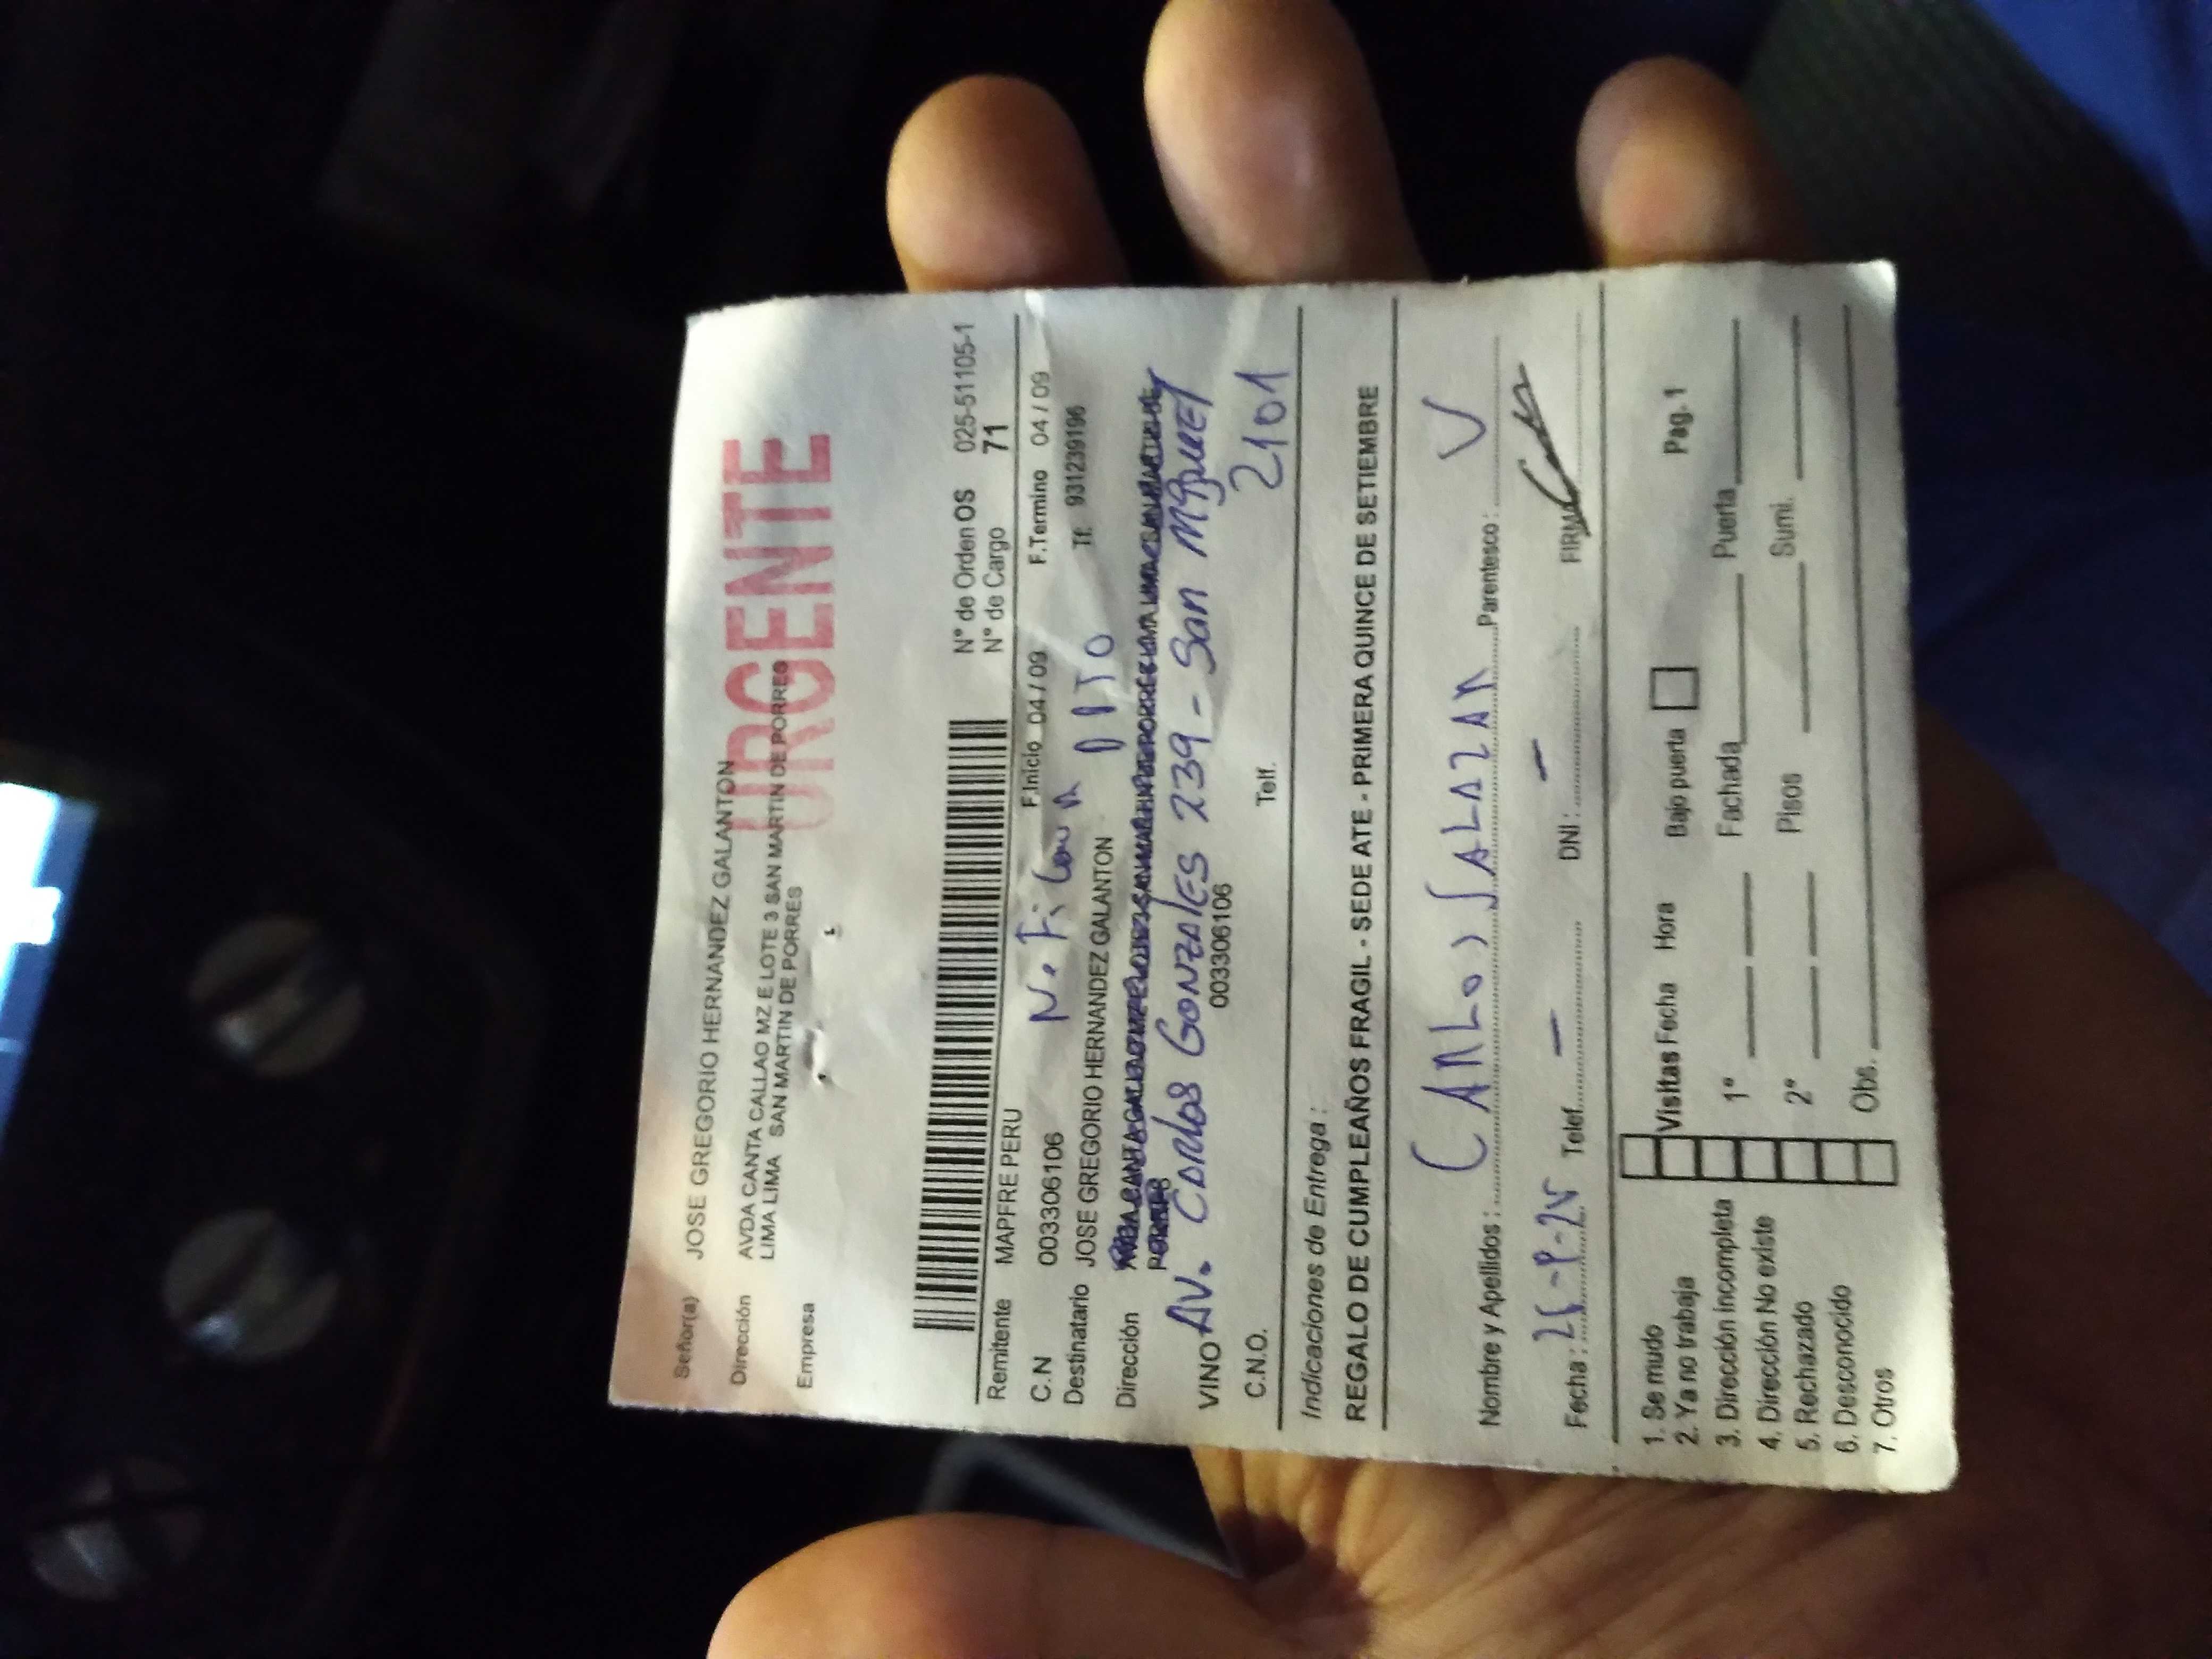 URGENTE
Señor(a) JOSE GREGORIO HERNANDEZ GALANTON
Dirección AVDA CANTA CALLAO MZ E LOTE 3 SAN MARTIN DE PORRES
LIMA LIMA SAN MARTIN DE PORRES
Empresa
N° de Orden OS 025-51105-1
N° de Cargo 71
Remitente MAPFRE PERU
F.Inicio 04/09 F.Termino 04/09
C.N 0033306106
Destinatario JOSE GREGORIO HERNANDEZ GALANTON Tf. 931239196
Dirección
AV. Carlos GONZALES 239 - San Miguel
VINO 0033306106
2101
C.N.O. Telf.
Indicaciones de Entrega :
REGALO DE CUMPLEAÑOS FRAGIL - SEDE ATE - PRIMERA QUINCE DE SETIEMBRE
Nombre y Apellidos : CARLOS SALAZAR Parentesco : V
Fecha : Telef. - DNI : - FIRMA
1. Se mudo
2. Ya no trabaja
3. Dirección incompleta
4. Dirección No existe
5. Rechazado
6. Desconocido
7. Otros
Visitas Fecha Hora Bajo puerta Pag. 1
1° Fachada Puerta
2° Pisos Sumi.
Obs.